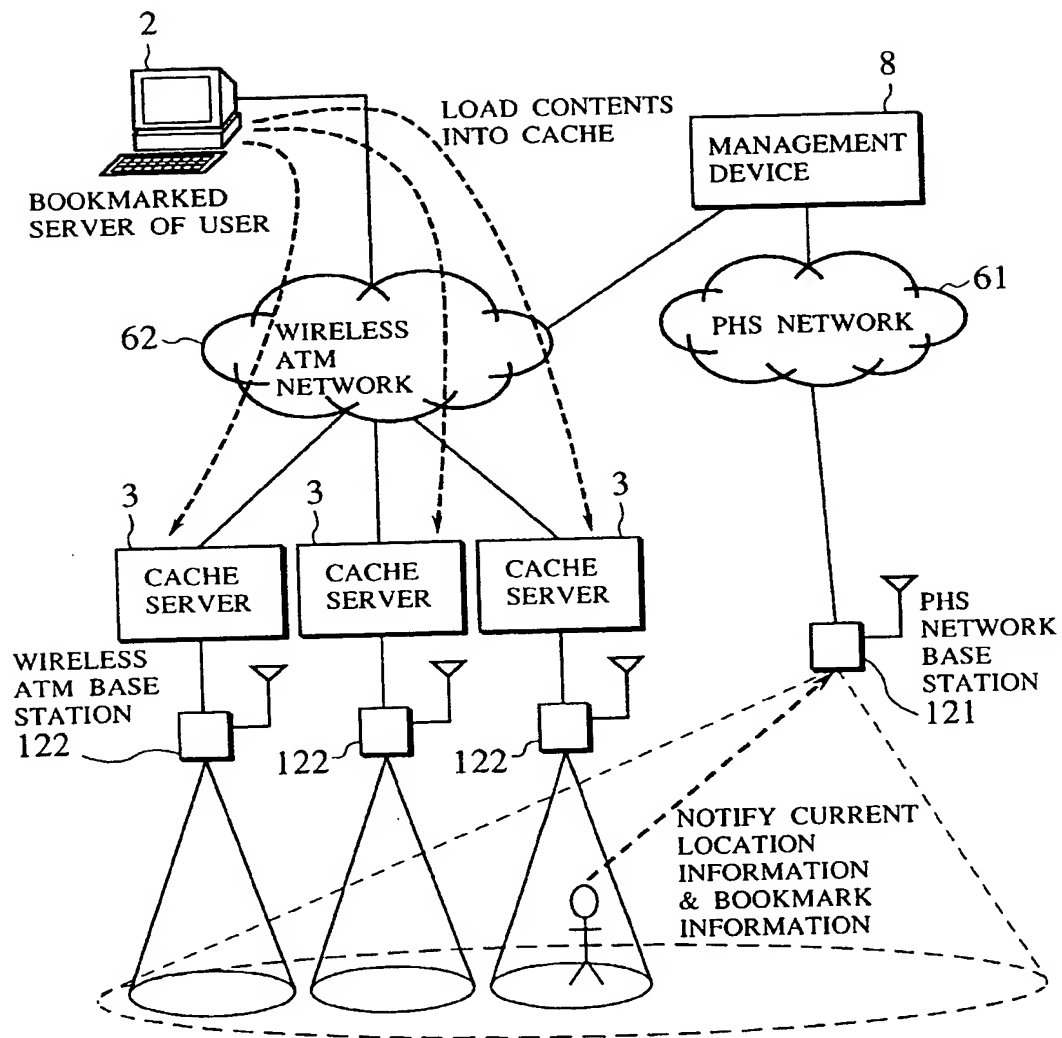 2
8
LOAD CONTENTS
INTO CACHE
MANAGEMENT
DEVICE
BOOKMARKED
SERVER OF USER
61
62
WIRELESS
ATM
NETWORK
PHS NETWORK
3
3
3
CACHE
SERVER
CACHE
SERVER
CACHE
SERVER
PHS
NETWORK
BASE
STATION
121
WIRELESS
ATM BASE
STATION
122
122
122
NOTIFY CURRENT
LOCATION
INFORMATION
& BOOKMARK
INFORMATION